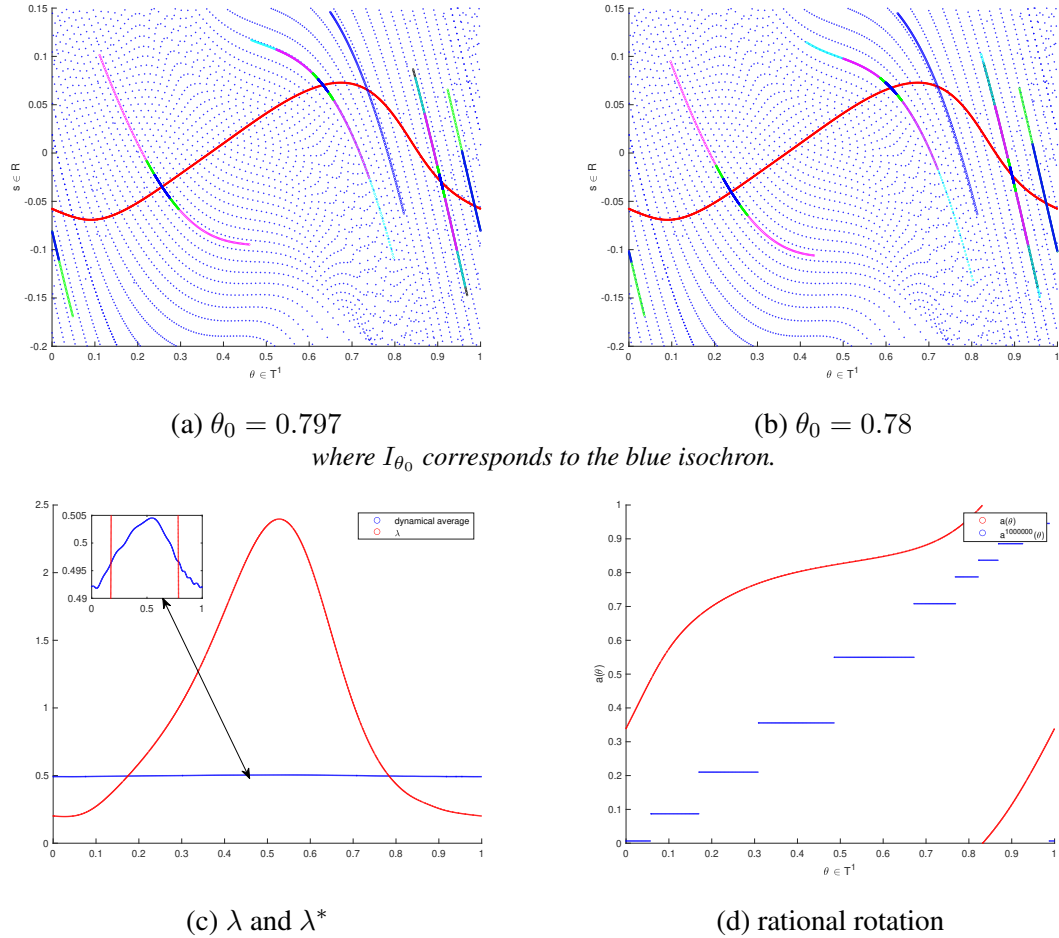 0.15
0.1
0.05
0
-0.05
-0.1
-0.15
-0.2
s ∈ R
0 0.1 0.2 0.3 0.4 0.5 0.6 0.7 0.8 0.9 1
θ ∈ T¹
(a) θ₀ = 0.797
0.15
0.1
0.05
0
-0.05
-0.1
-0.15
-0.2
s ∈ R
0 0.1 0.2 0.3 0.4 0.5 0.6 0.7 0.8 0.9 1
θ ∈ T¹
(b) θ₀ = 0.78
where I_θ₀ corresponds to the blue isochron.
2.5
2
1.5
1
0.5
0
0.505
0.5
0.495
0.49
0 0.5 1
dynamical average
λ
0 0.1 0.2 0.3 0.4 0.5 0.6 0.7 0.8 0.9 1
(c) λ and λ*
1
0.9
0.8
0.7
0.6
0.5
0.4
0.3
0.2
0.1
0
a(θ)
a(θ)
a¹⁰⁰⁰⁰⁰⁰(θ)
0 0.1 0.2 0.3 0.4 0.5 0.6 0.7 0.8 0.9 1
θ ∈ T¹
(d) rational rotation